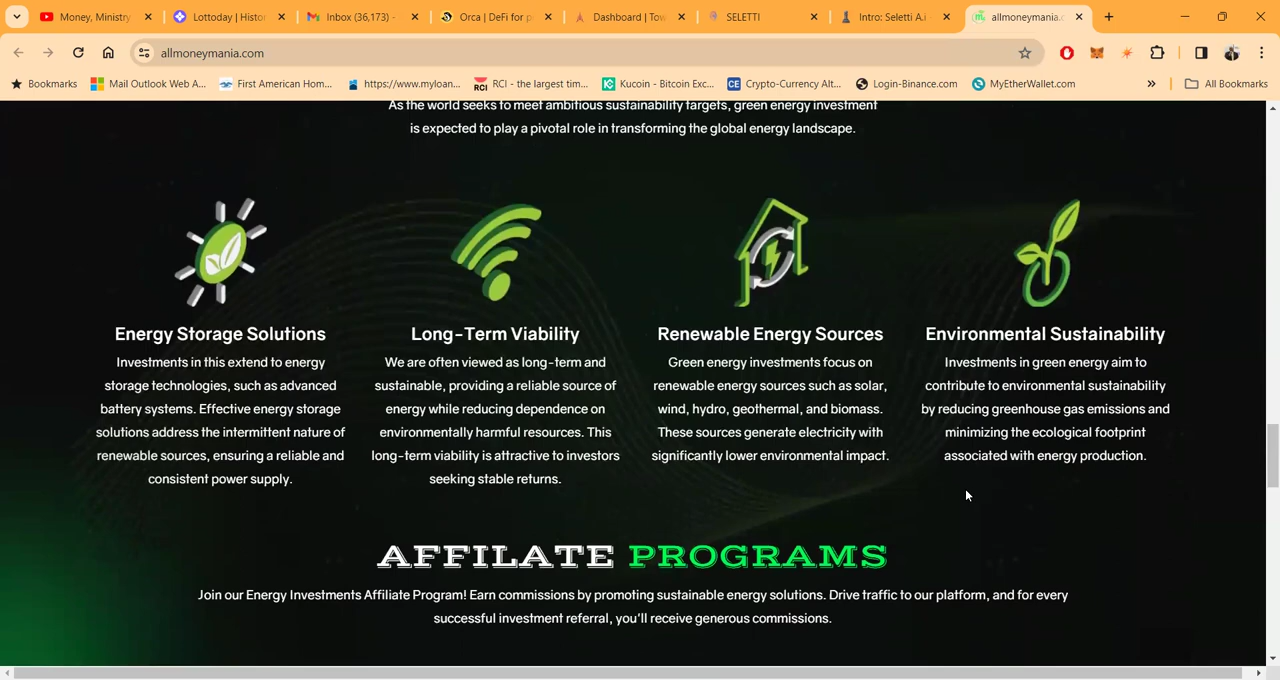 Money, Ministry
Lottoday | Histor
Inbox (36,173) -
Orca | DeFi for p
Dashboard | Tow
SELETTI
Intro: Seletti A.i
allmoneymania.c
allmoneymania.com
Bookmarks
Mail Outlook Web A...
First American Hom...
https://www.myloan...
RCI - the largest tim...
Kucoin - Bitcoin Exc...
Crypto-Currency Alt...
Login-Binance.com
MyEtherWallet.com
All Bookmarks
As the world seeks to meet ambitious sustainability targets, green energy investment
is expected to play a pivotal role in transforming the global energy landscape.
Energy Storage Solutions
Investments in this extend to energy
storage technologies, such as advanced
battery systems. Effective energy storage
solutions address the intermittent nature of
renewable sources, ensuring a reliable and
consistent power supply.
Long-Term Viability
We are often viewed as long-term and
sustainable, providing a reliable source of
energy while reducing dependence on
environmentally harmful resources. This
long-term viability is attractive to investors
seeking stable returns.
Renewable Energy Sources
Green energy investments focus on
renewable energy sources such as solar,
wind, hydro, geothermal, and biomass.
These sources generate electricity with
significantly lower environmental impact.
Environmental Sustainability
Investments in green energy aim to
contribute to environmental sustainability
by reducing greenhouse gas emissions and
minimizing the ecological footprint
associated with energy production.
AFFILATE PROGRAMS
Join our Energy Investments Affiliate Program! Earn commissions by promoting sustainable energy solutions. Drive traffic to our platform, and for every
successful investment referral, you'll receive generous commissions.